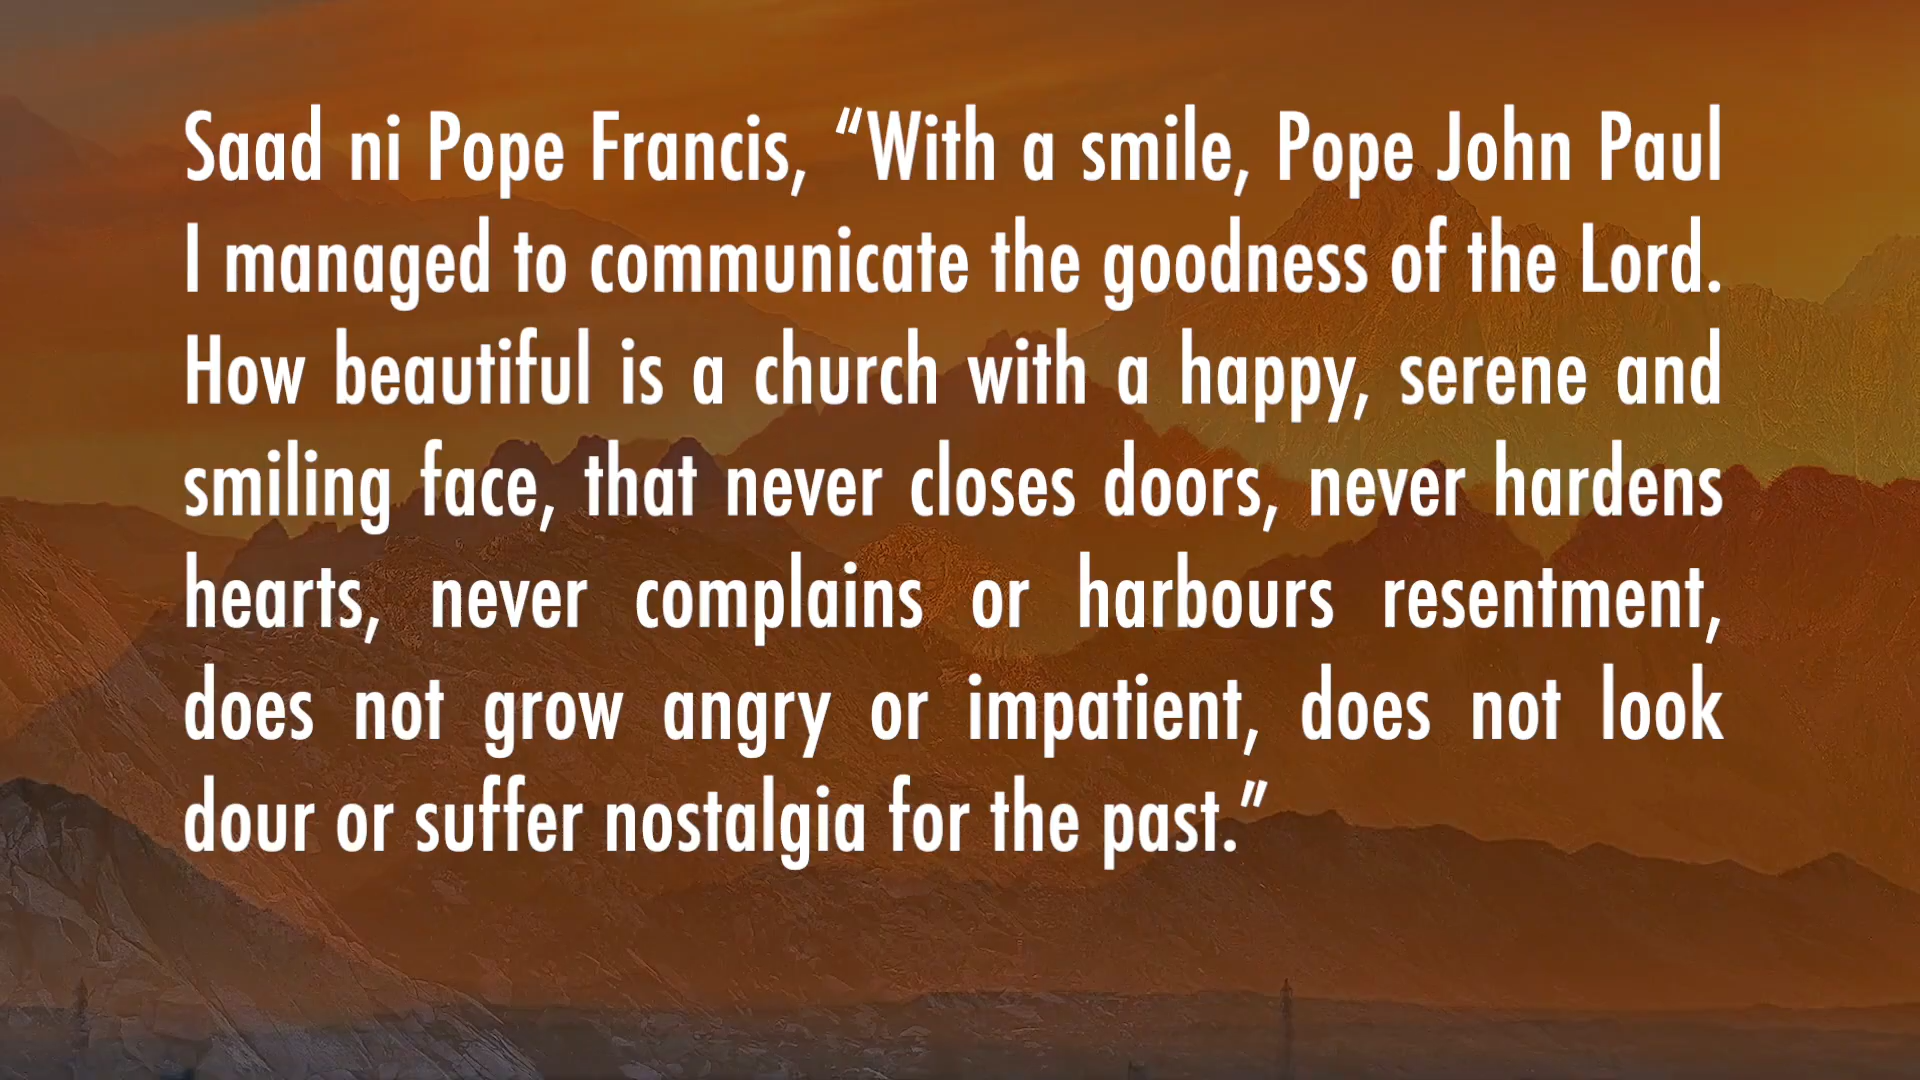 Saad ni Pope Francis, “With a smile, Pope John Paul
I managed to communicate the goodness of the Lord.
How beautiful is a church with a happy, serene and
smiling face, that never closes doors, never hardens
hearts, never complains or harbours resentment,
does not grow angry or impatient, does not look
dour or suffer nostalgia for the past.”